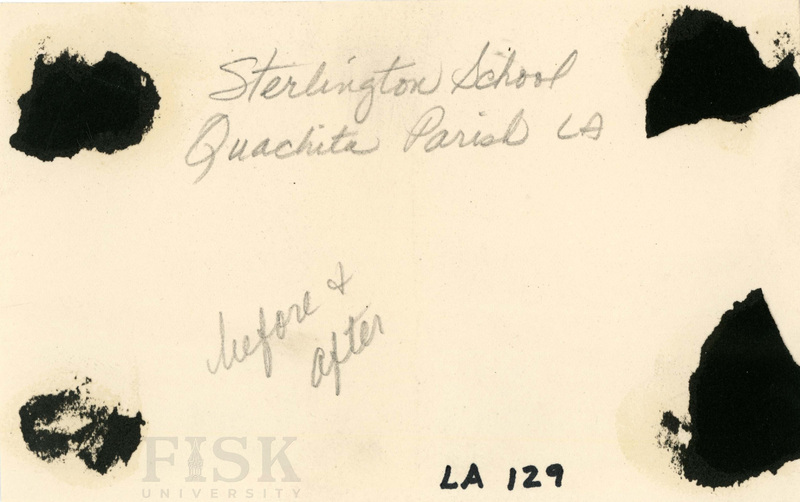 Sterlington School
Quachita Parish LA
before &
after
FISK
UNIVERSITY
LA 129